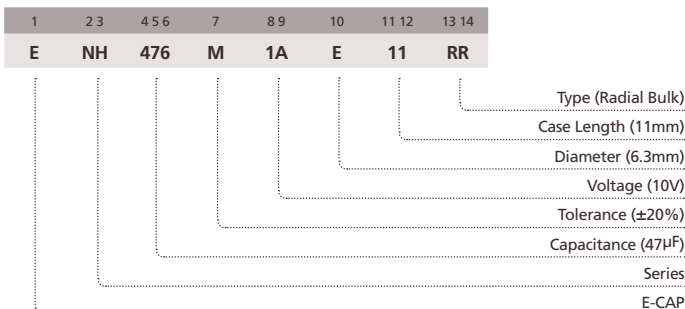 1 2 3 4 5 6 7 8 9 10 11 12 13 14
E NH 476 M 1A E 11 RR
Type (Radial Bulk)
Case Length (11mm)
Diameter (6.3mm)
Voltage (10V)
Tolerance (±20%)
Capacitance (47µF)
Series
E-CAP